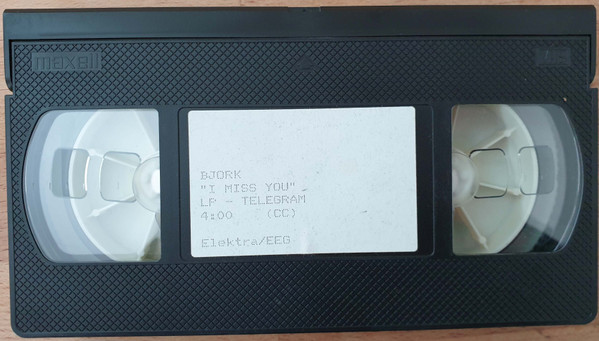 maxell
BJORK
"I MISS YOU"
LP - TELEGRAM
4:00 (CC)
Elektra/EEG